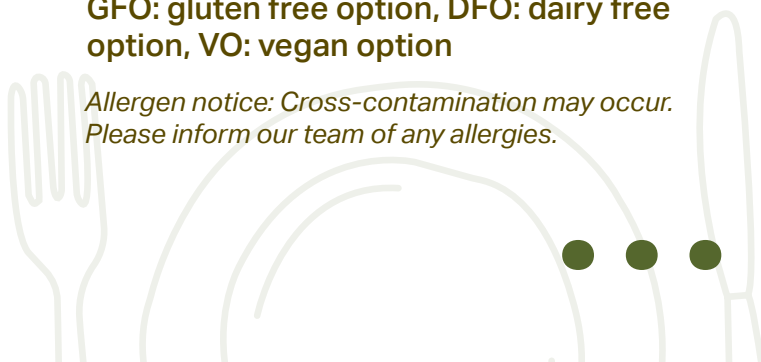 GFO: gluten free option, DFO: dairy free
option, VO: vegan option
Allergen notice: Cross-contamination may occur.
Please inform our team of any allergies.